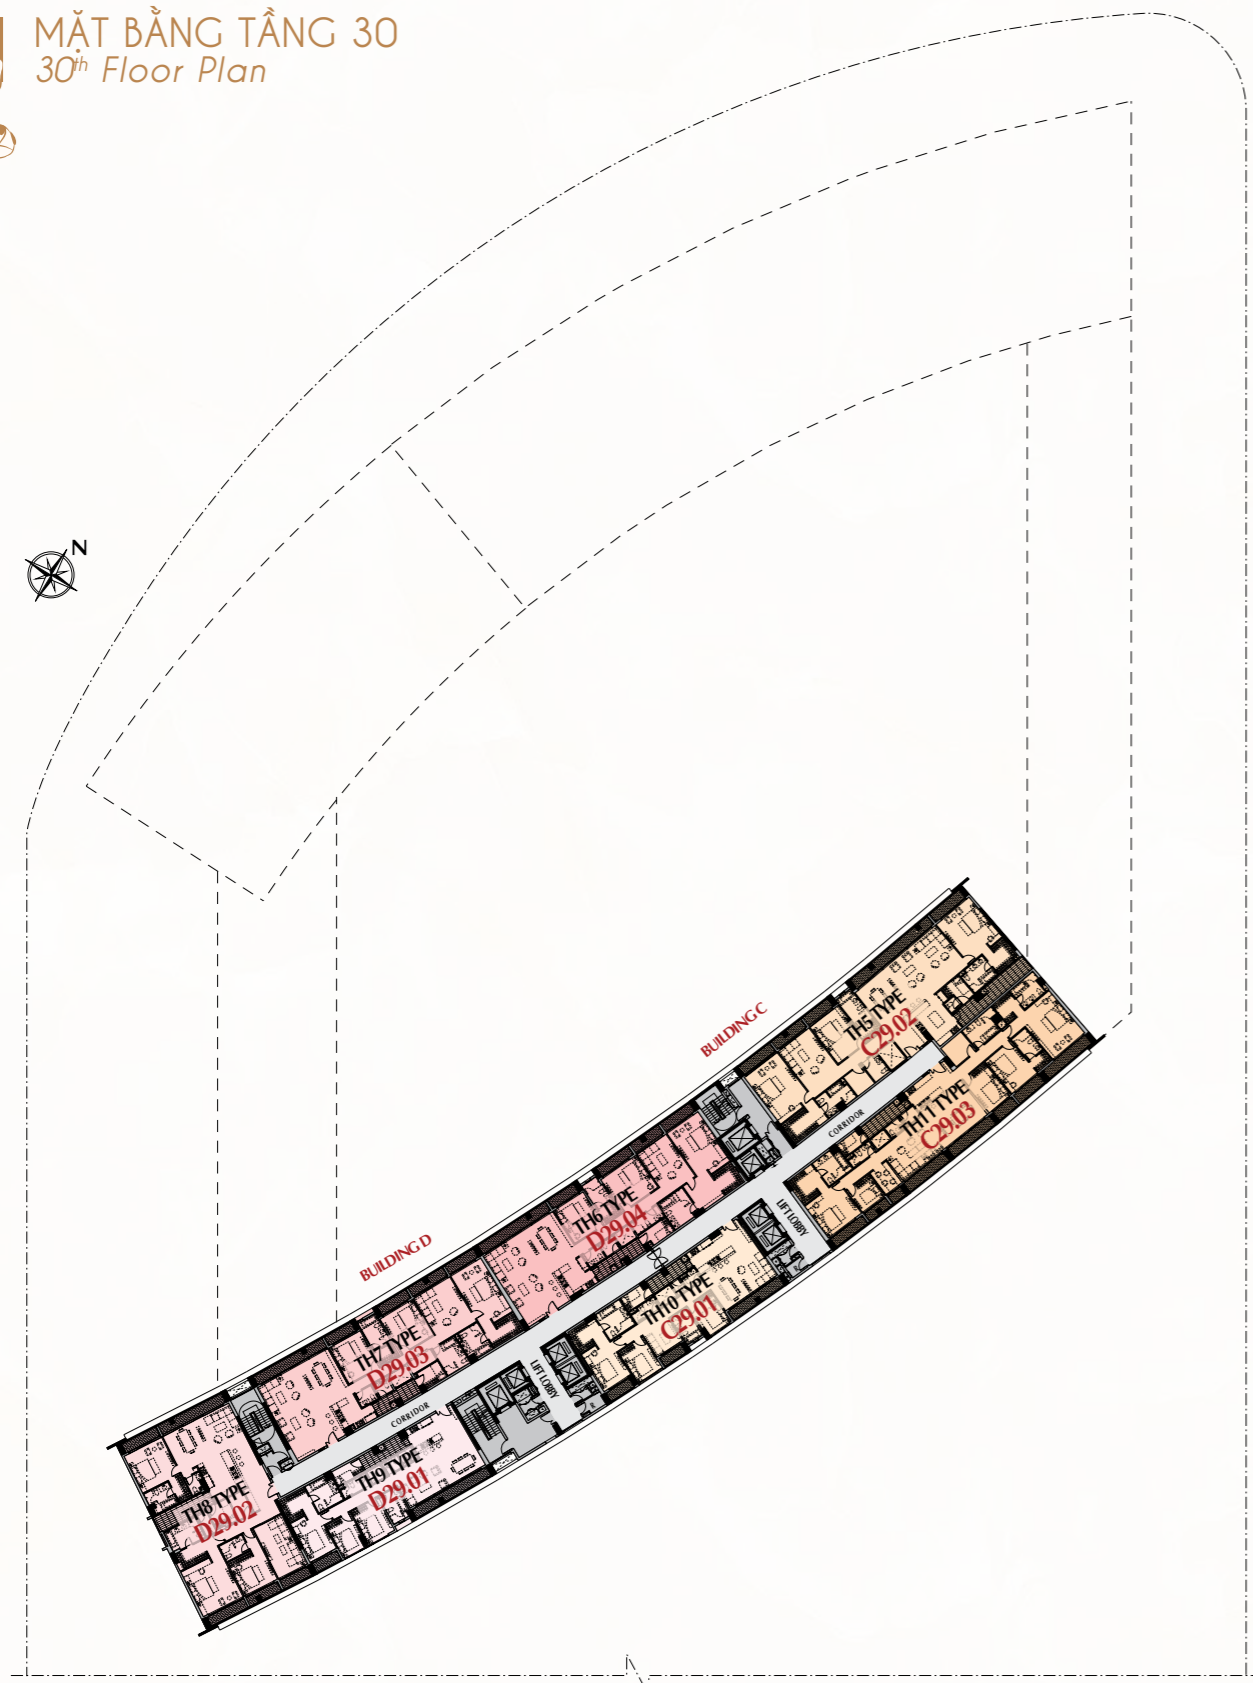 MẶT BẰNG TẦNG 30
30th Floor Plan
N
BUILDING C
TH5 TYPE
C29.02
CORRIDOR
TH11 TYPE
C29.03
LIFT LOBBY
TH6 TYPE
D29.04
BUILDING D
TH10 TYPE
C29.01
TH7 TYPE
D29.03
LIFT LOBBY
CORRIDOR
TH9 TYPE
D29.01
TH8 TYPE
D29.02